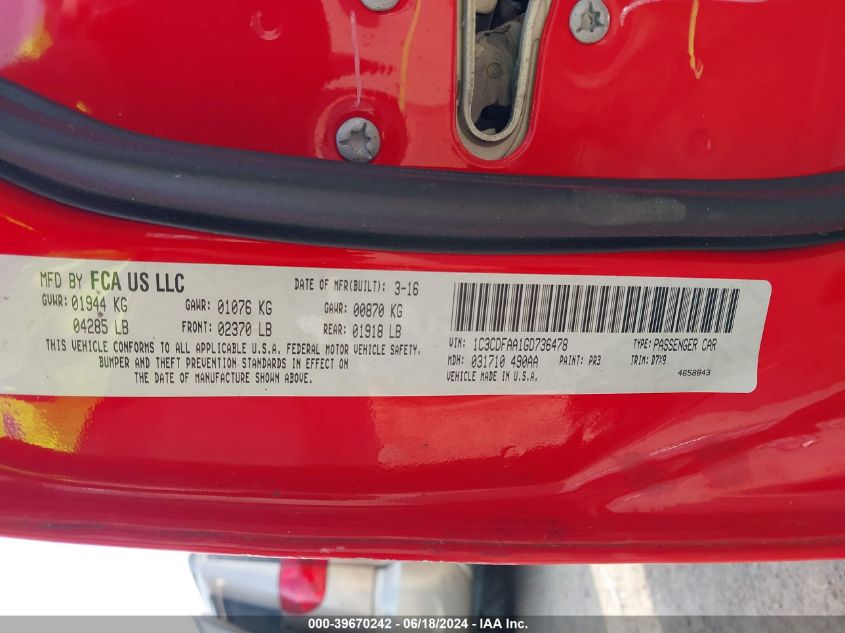 MFD BY FCA US LLC
DATE OF MFR(BUILT): 3-16
GVWR: 01944 KG
GAWR: 01076 KG
GAWR: 00870 KG
04285 LB
FRONT: 02370 LB
REAR: 01918 LB
THIS VEHICLE CONFORMS TO ALL APPLICABLE U.S.A. FEDERAL MOTOR VEHICLE SAFETY,
BUMPER AND THEFT PREVENTION STANDARDS IN EFFECT ON
THE DATE OF MANUFACTURE SHOWN ABOVE.
VIN: 1C3CDFAA1GD736478
TYPE: PASSENGER CAR
MDH: 031710 490AA
PAINT: PR3
TRIM: D7X9
VEHICLE MADE IN U.S.A.
4658843
000-39670242 - 06/18/2024 - IAA Inc.